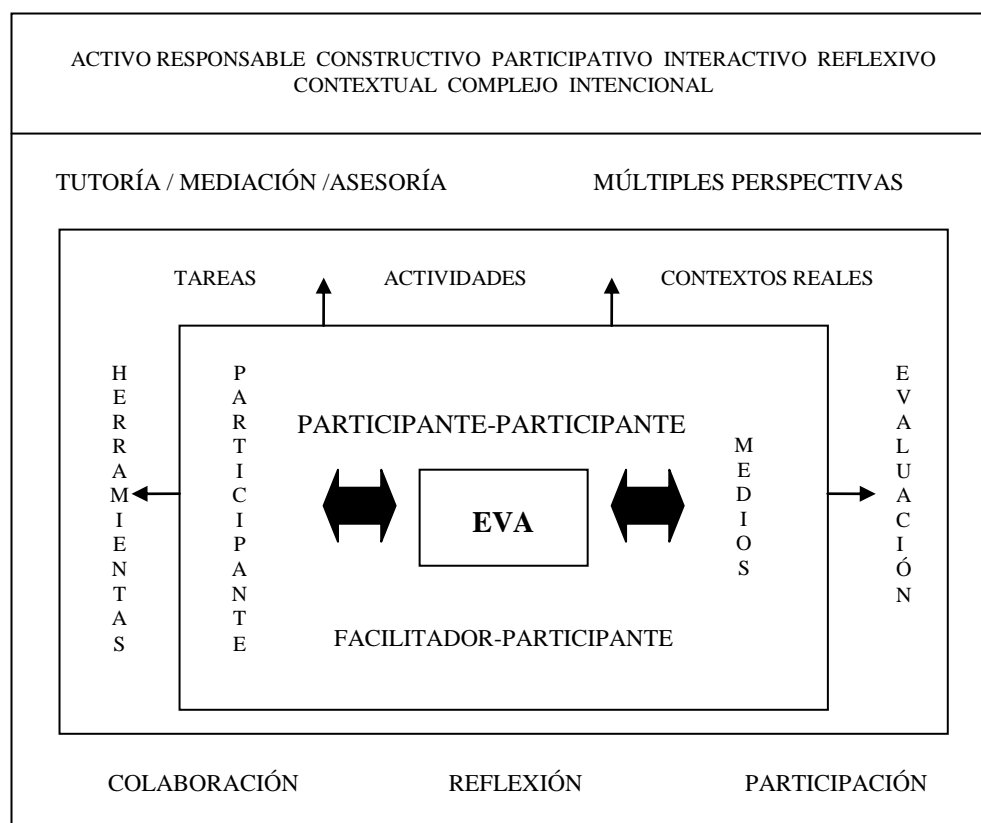 ACTIVO RESPONSABLE CONSTRUCTIVO PARTICIPATIVO INTERACTIVO REFLEXIVO
CONTEXTUAL COMPLEJO INTENCIONAL
TUTORÍA / MEDIACIÓN /ASESORÍA
MÚLTIPLES PERSPECTIVAS
TAREAS
ACTIVIDADES
CONTEXTOS REALES
HERRAMIENTAS
PARTICIPANTE
PARTICIPANTE-PARTICIPANTE
EVA
MEDIOS
EVALUACIÓN
FACILITADOR-PARTICIPANTE
COLABORACIÓN
REFLEXIÓN
PARTICIPACIÓN